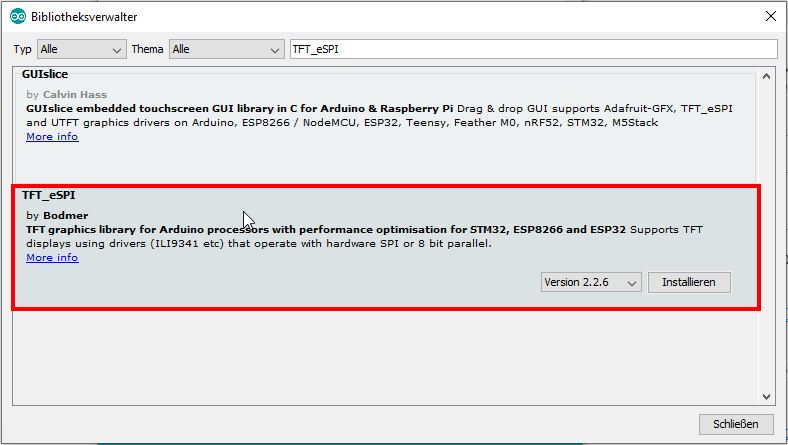 Bibliotheksverwalter
Typ Alle Thema Alle TFT_eSPI
GUIslice
by Calvin Hass
GUIslice embedded touchscreen GUI library in C for Arduino & Raspberry Pi Drag & drop GUI supports Adafruit-GFX, TFT_eSPI
and UTFT graphics drivers on Arduino, ESP8266 / NodeMCU, ESP32, Teensy, Feather M0, nRF52, STM32, M5Stack
More info
TFT_eSPI
by Bodmer
TFT graphics library for Arduino processors with performance optimisation for STM32, ESP8266 and ESP32 Supports TFT
displays using drivers (ILI9341 etc) that operate with hardware SPI or 8 bit parallel.
More info
Version 2.2.6 Installieren
Schließen